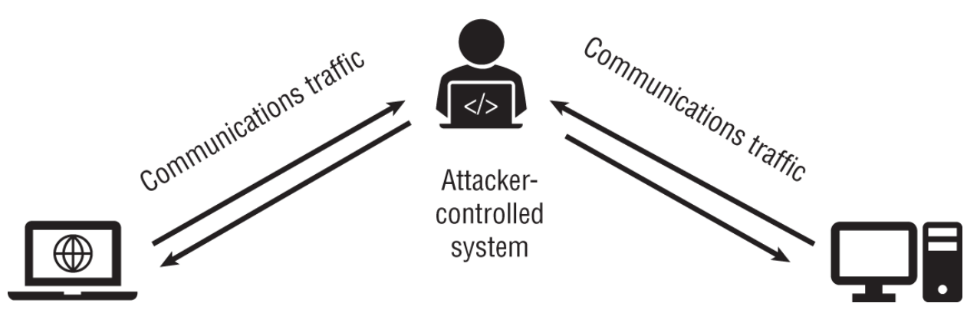 Communications traffic
Communications traffic
</>
Attacker-
controlled
system